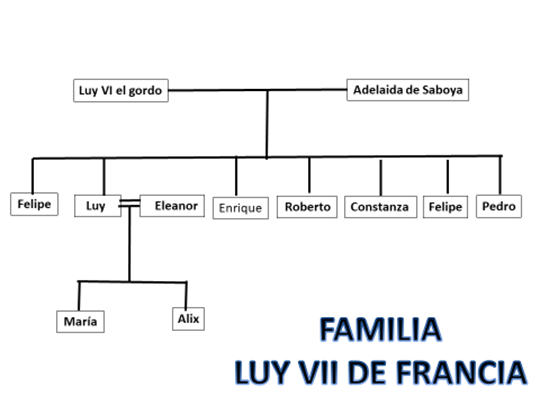 Luy VI el gordo
Adelaida de Saboya
Felipe
Luy
Eleanor
Enrique
Roberto
Constanza
Felipe
Pedro
María
Alix
FAMILIA
LUY VII DE FRANCIA